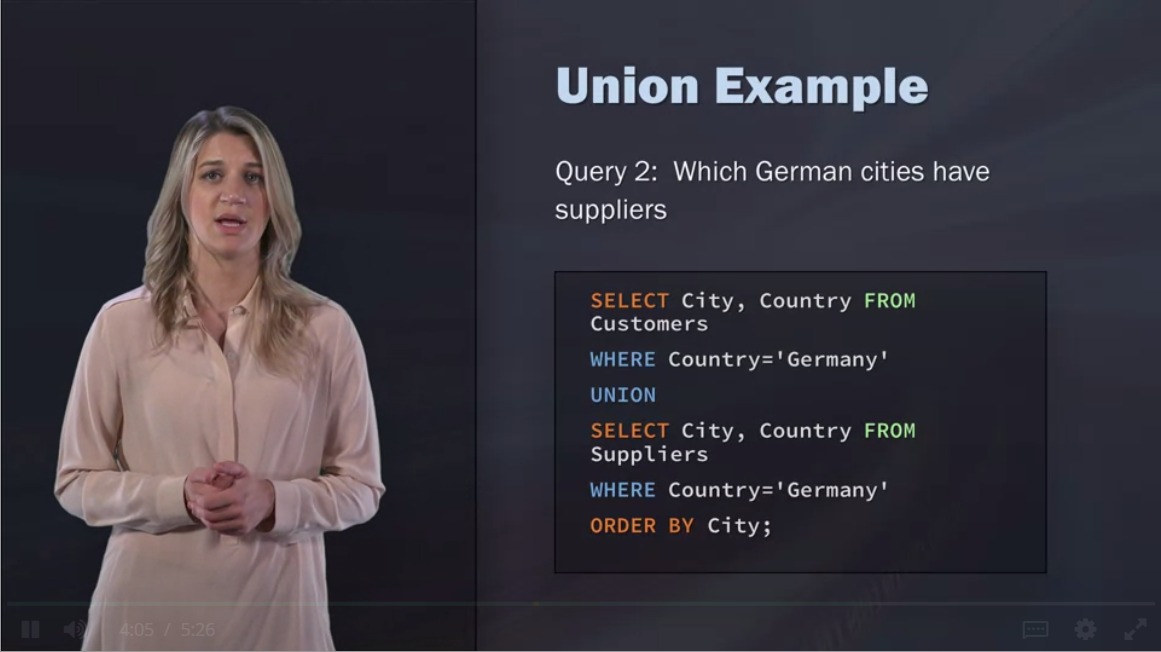 Union Example
Query 2:  Which German cities have
suppliers
SELECT City, Country FROM
Customers
WHERE Country='Germany'
UNION
SELECT City, Country FROM
Suppliers
WHERE Country='Germany'
ORDER BY City;
4:05 / 5:26